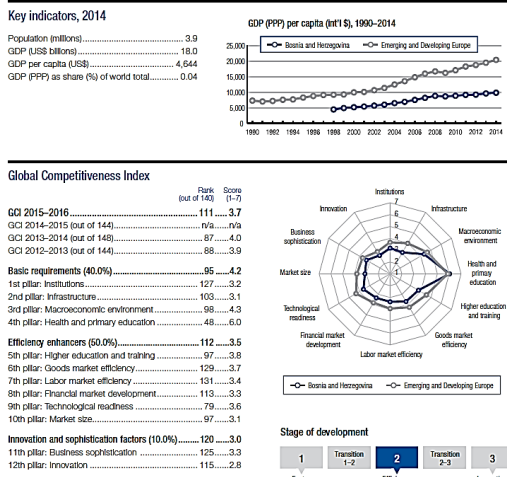 Key indicators, 2014
Population (millions) 3.9
GDP (US$ billions) 18.0
GDP per capita (US$) 4,644
GDP (PPP) as share (%) of world total 0.04
GDP (PPP) per capita (int'l $), 1990–2014
Bosnia and Herzegovina Emerging and Developing Europe
25,000
20,000
15,000
10,000
5,000
0
1990 1992 1994 1996 1998 2000 2002 2004 2006 2008 2010 2012 2014
Global Competitiveness Index
Rank Score
(out of 140) (1–7)
GCI 2015–2016 111 3.7
GCI 2014–2015 (out of 144) n/a n/a
GCI 2013–2014 (out of 148) 87 4.0
GCI 2012–2013 (out of 144) 88 3.9
Basic requirements (40.0%) 95 4.2
1st pillar: Institutions 127 3.2
2nd pillar: Infrastructure 103 3.1
3rd pillar: Macroeconomic environment 98 4.3
4th pillar: Health and primary education 48 6.0
Efficiency enhancers (50.0%) 112 3.5
5th pillar: Higher education and training 97 3.8
6th pillar: Goods market efficiency 129 3.7
7th pillar: Labor market efficiency 131 3.4
8th pillar: Financial market development 113 3.3
9th pillar: Technological readiness 79 3.6
10th pillar: Market size 97 3.1
Innovation and sophistication factors (10.0%) 120 3.0
11th pillar: Business sophistication 125 3.3
12th pillar: Innovation 115 2.8
Institutions
Infrastructure
Macroeconomic
environment
Health and
primary
education
Higher education
and training
Goods market
efficiency
Labor market efficiency
Financial market
development
Technological
readiness
Market size
Business
sophistication
Innovation
7
6
5
4
3
2
1
Bosnia and Herzegovina Emerging and Developing Europe
Stage of development
1
Transition
1–2
2
Transition
2–3
3